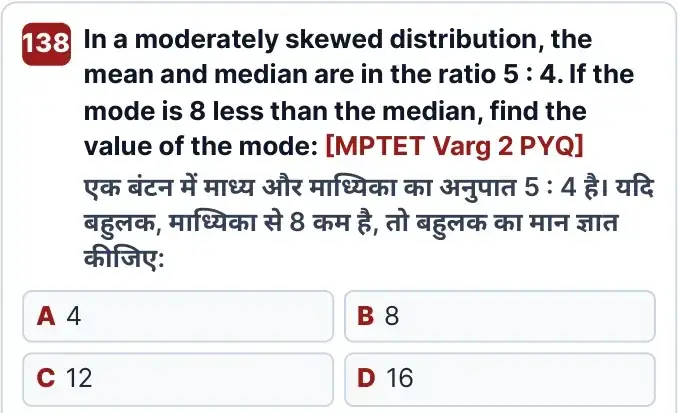 138 In a moderately skewed distribution, the
mean and median are in the ratio 5 : 4. If the
mode is 8 less than the median, find the
value of the mode: [MPTET Varg 2 PYQ]
एक बंटन में माध्य और माध्यिका का अनुपात 5 : 4 है। यदि
बहुलक, माध्यिका से 8 कम है, तो बहुलक का मान ज्ञात
कीजिए:
A 4
B 8
C 12
D 16